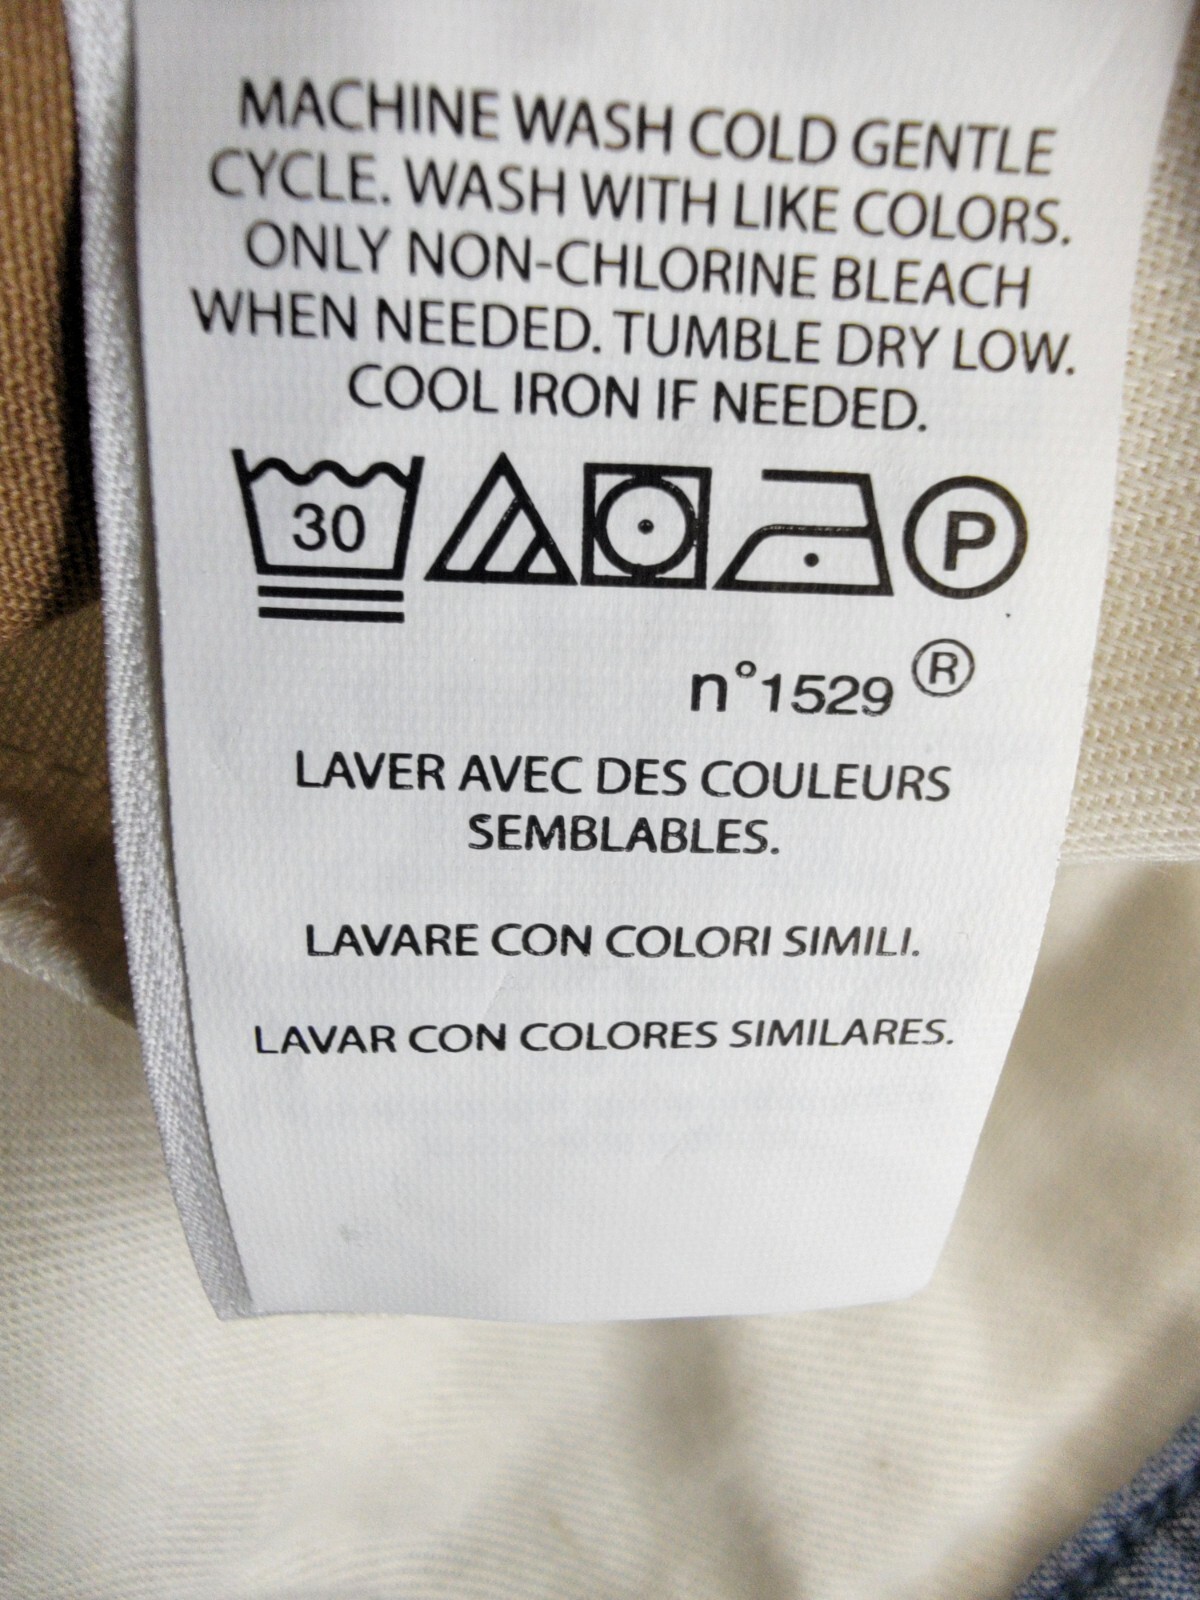 MACHINE WASH COLD GENTLE
CYCLE. WASH WITH LIKE COLORS.
ONLY NON-CHLORINE BLEACH
WHEN NEEDED. TUMBLE DRY LOW.
COOL IRON IF NEEDED.
30 P
n°1529 ®
LAVER AVEC DES COULEURS
SEMBLABLES.
LAVARE CON COLORI SIMILI.
LAVAR CON COLORES SIMILARES.